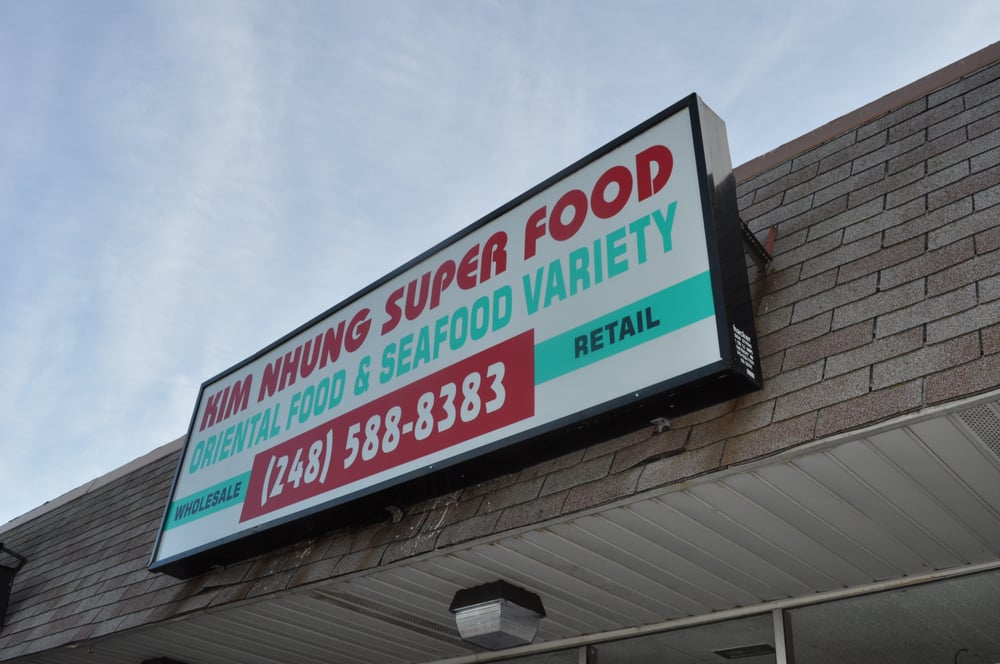 KIM NHUNG SUPER FOOD
ORIENTAL FOOD & SEAFOOD VARIETY
WHOLESALE (248) 588-8383 RETAIL